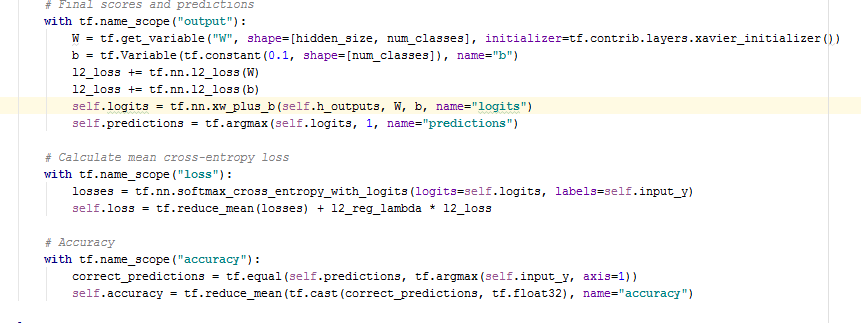 # Final scores and predictions
with tf.name_scope("output"):
    W = tf.get_variable("W", shape=[hidden_size, num_classes], initializer=tf.contrib.layers.xavier_initializer())
    b = tf.Variable(tf.constant(0.1, shape=[num_classes]), name="b")
    l2_loss += tf.nn.l2_loss(W)
    l2_loss += tf.nn.l2_loss(b)
    self.logits = tf.nn.xw_plus_b(self.h_outputs, W, b, name="logits")
    self.predictions = tf.argmax(self.logits, 1, name="predictions")

# Calculate mean cross-entropy loss
with tf.name_scope("loss"):
    losses = tf.nn.softmax_cross_entropy_with_logits(logits=self.logits, labels=self.input_y)
    self.loss = tf.reduce_mean(losses) + l2_reg_lambda * l2_loss

# Accuracy
with tf.name_scope("accuracy"):
    correct_predictions = tf.equal(self.predictions, tf.argmax(self.input_y, axis=1))
    self.accuracy = tf.reduce_mean(tf.cast(correct_predictions, tf.float32), name="accuracy")